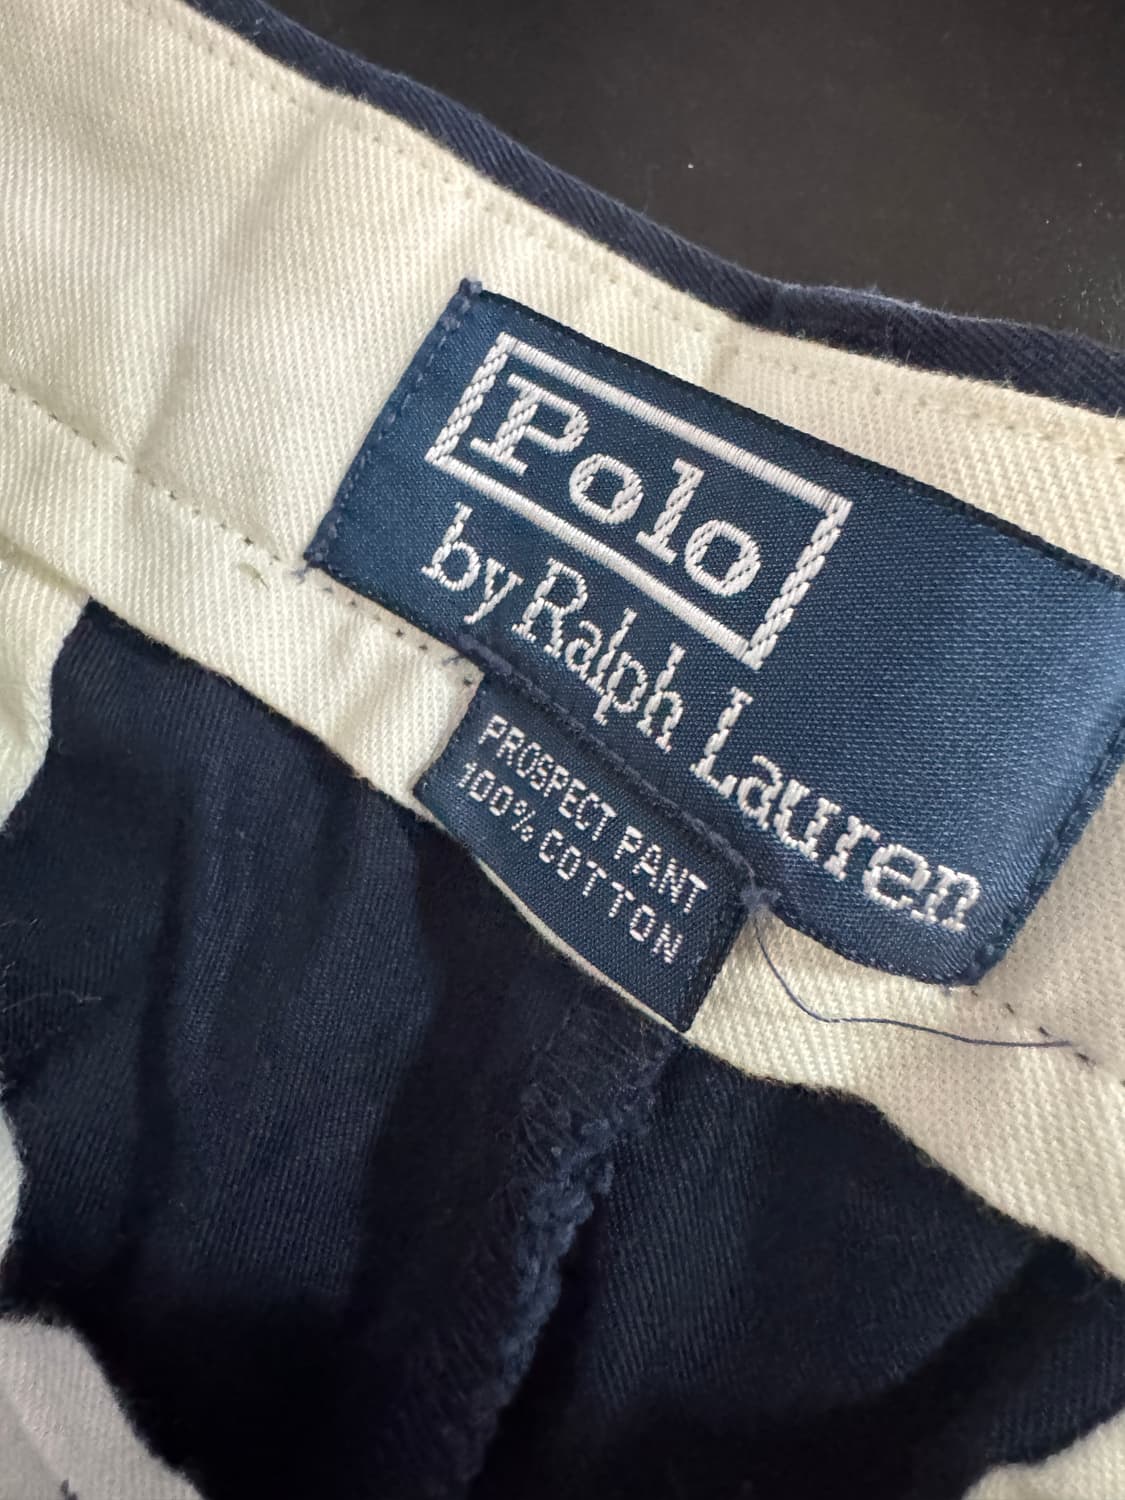 Polo
by Ralph Lauren
PROSPECT PANT
100% COTTON